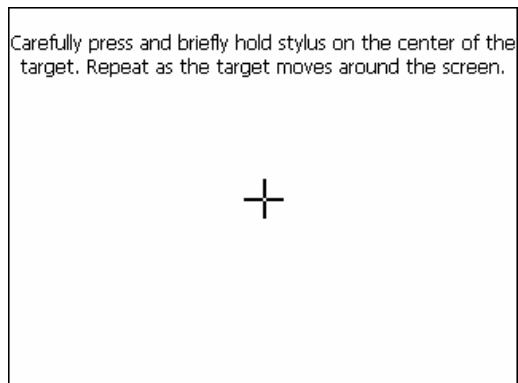 Carefully press and briefly hold stylus on the center of the
target. Repeat as the target moves around the screen.